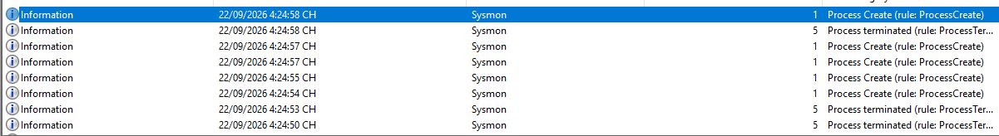 Information 22/09/2026 4:24:58 CH Sysmon 1 Process Create (rule: ProcessCreate)
Information 22/09/2026 4:24:58 CH Sysmon 5 Process terminated (rule: ProcessTer...
Information 22/09/2026 4:24:57 CH Sysmon 1 Process Create (rule: ProcessCreate)
Information 22/09/2026 4:24:57 CH Sysmon 1 Process Create (rule: ProcessCreate)
Information 22/09/2026 4:24:55 CH Sysmon 1 Process Create (rule: ProcessCreate)
Information 22/09/2026 4:24:54 CH Sysmon 1 Process Create (rule: ProcessCreate)
Information 22/09/2026 4:24:53 CH Sysmon 5 Process terminated (rule: ProcessTer...
Information 22/09/2026 4:24:50 CH Sysmon 5 Process terminated (rule: ProcessTer...